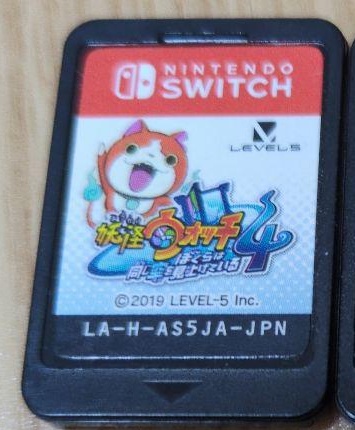 NINTENDO
SWITCH
LEVEL5
妖怪ウォッチ4
ぼくらは
同じ空を見上げている
©2019 LEVEL-5 Inc.
LA-H-AS5JA-JPN